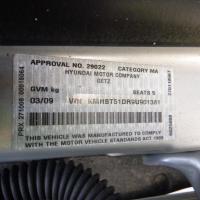 APPROVAL No. 29022 CATEGORY MA
HYUNDAI MOTOR COMPANY
GETZ
GVM kg SEATS 5
03/09 VIN KMHBT51DR9U901381
THIS VEHICLE WAS MANUFACTURED TO COMPLY
WITH THE MOTOR VEHICLE STANDARDS ACT 1989